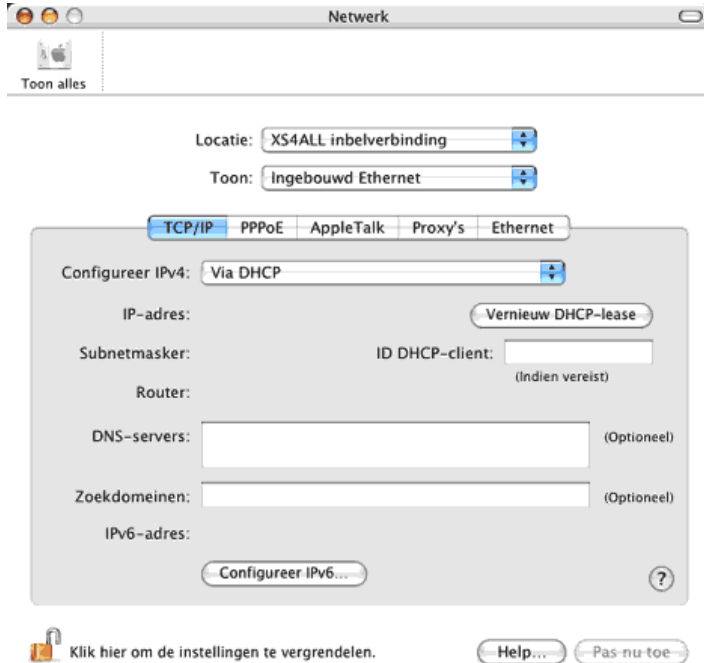 Netwerk
Toon alles
Locatie: XS4ALL inbelverbinding
Toon: Ingebouwd Ethernet
TCP/IP PPPoE AppleTalk Proxy's Ethernet
Configureer IPv4: Via DHCP
IP-adres: Vernieuw DHCP-lease
Subnetmasker: ID DHCP-client:
(Indien vereist)
Router:
DNS-servers: (Optioneel)
Zoekdomeinen: (Optioneel)
IPv6-adres:
Configureer IPv6... ?
Klik hier om de instellingen te vergrendelen. Help... Pas nu toe